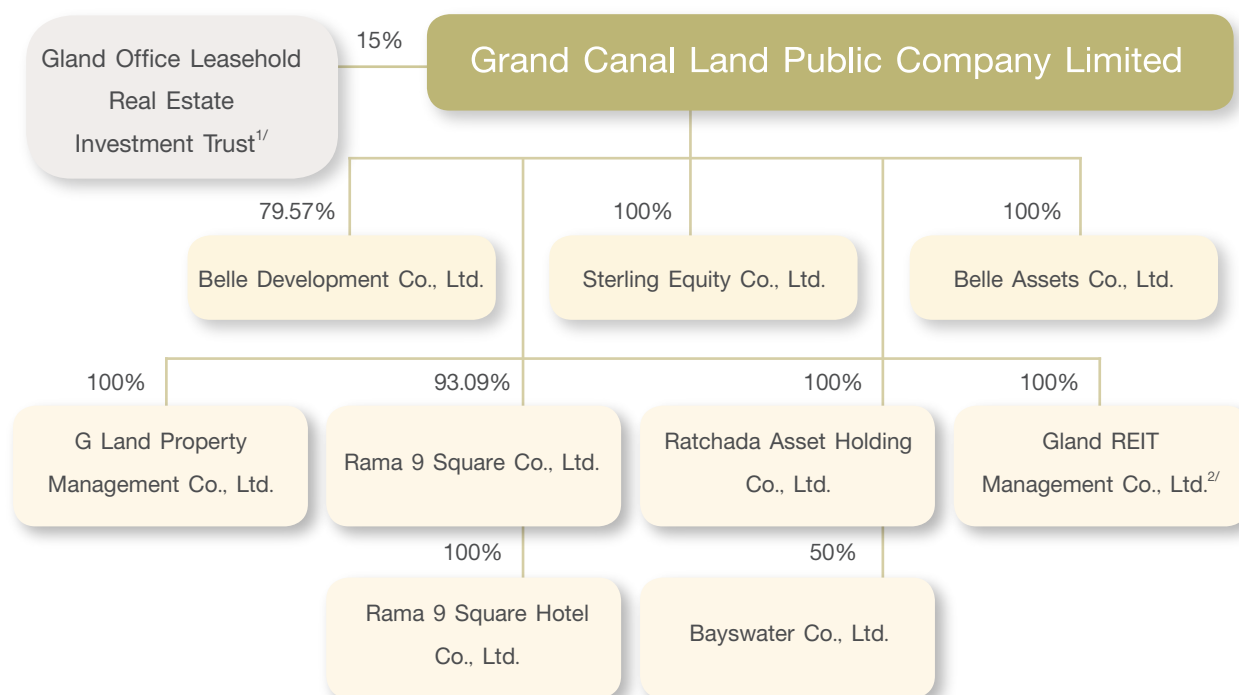 Gland Office Leasehold
Real Estate
Investment Trust1/
15%
Grand Canal Land Public Company Limited
79.57%
100%
100%
Belle Development Co., Ltd.
Sterling Equity Co., Ltd.
Belle Assets Co., Ltd.
100%
93.09%
100%
100%
G Land Property
Management Co., Ltd.
Rama 9 Square Co., Ltd.
Ratchada Asset Holding
Co., Ltd.
Gland REIT
Management Co., Ltd.2/
100%
50%
Rama 9 Square Hotel
Co., Ltd.
Bayswater Co., Ltd.